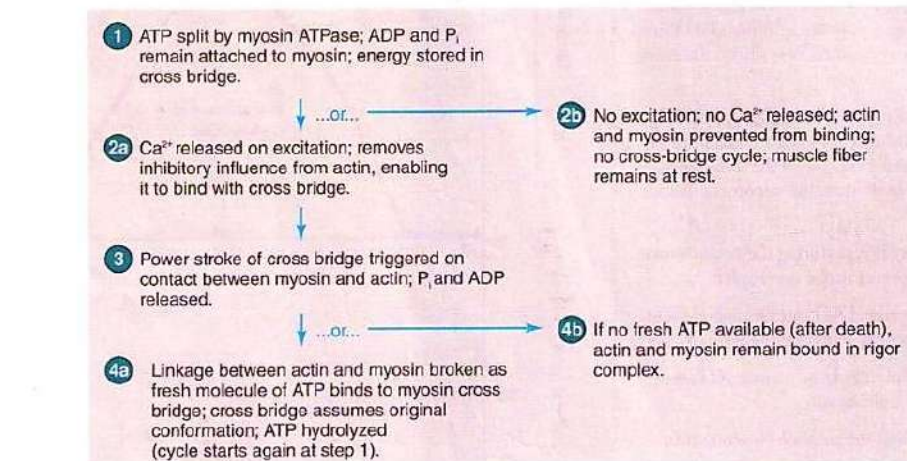 1 ATP split by myosin ATPase; ADP and Pi
remain attached to myosin; energy stored in
cross bridge.
...or...
2b No excitation; no Ca²⁺ released; actin
and myosin prevented from binding;
no cross-bridge cycle; muscle fiber
remains at rest.
2a Ca²⁺ released on excitation; removes
inhibitory influence from actin, enabling
it to bind with cross bridge.
3 Power stroke of cross bridge triggered on
contact between myosin and actin; Pi and ADP
released.
...or...
4b If no fresh ATP available (after death),
actin and myosin remain bound in rigor
complex.
4a Linkage between actin and myosin broken as
fresh molecule of ATP binds to myosin cross
bridge; cross bridge assumes original
conformation; ATP hydrolyzed
(cycle starts again at step 1).